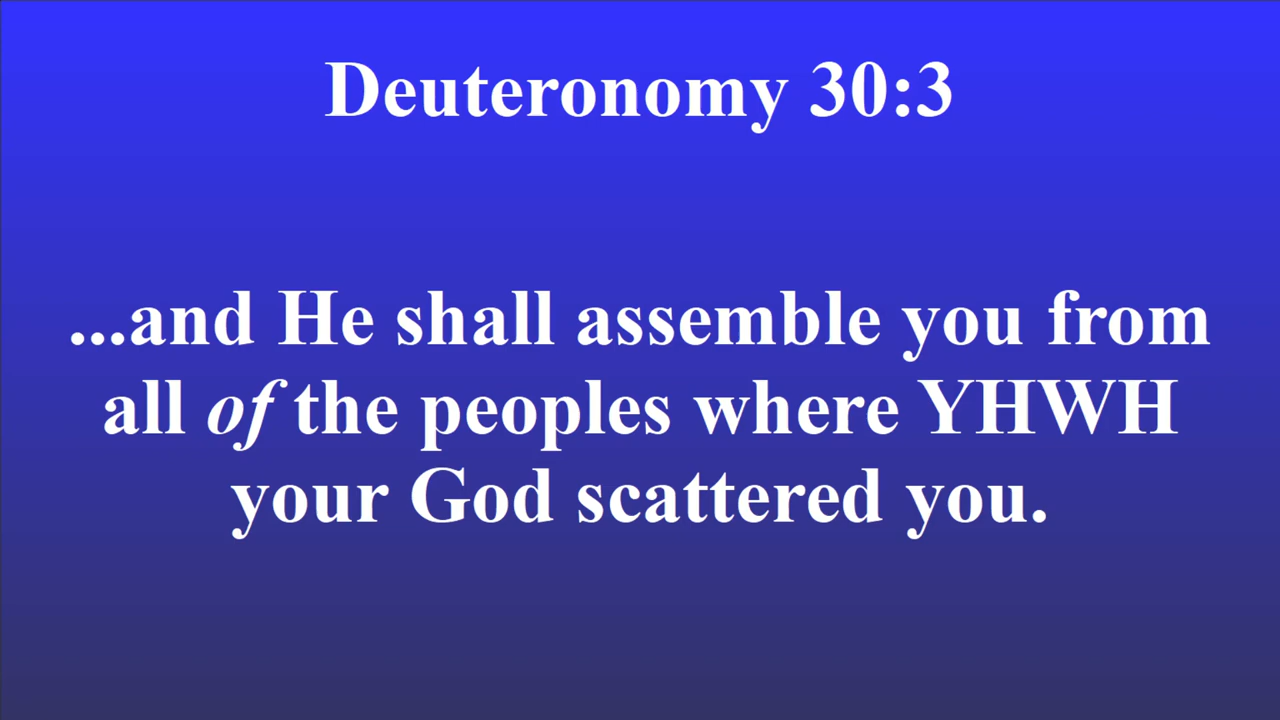 Deuteronomy 30:3
...and He shall assemble you from
all of the peoples where YHWH
your God scattered you.